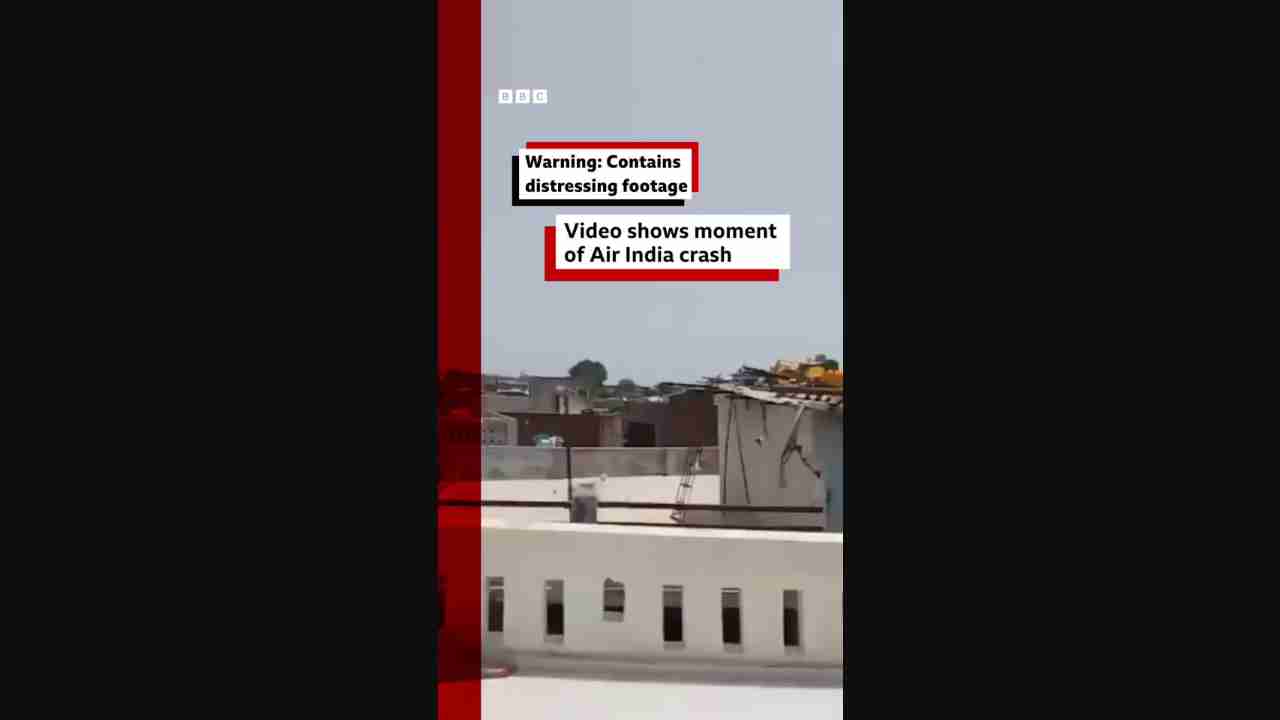 BBC
Warning: Contains
distressing footage
Video shows moment
of Air India crash